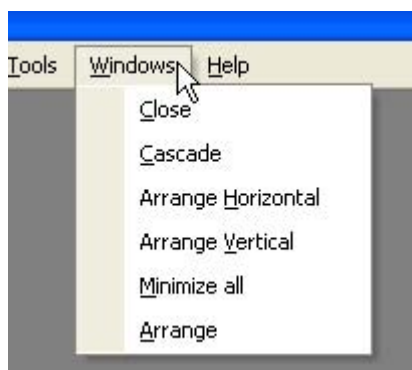 Tools Windows Help
Close
Cascade
Arrange Horizontal
Arrange Vertical
Minimize all
Arrange